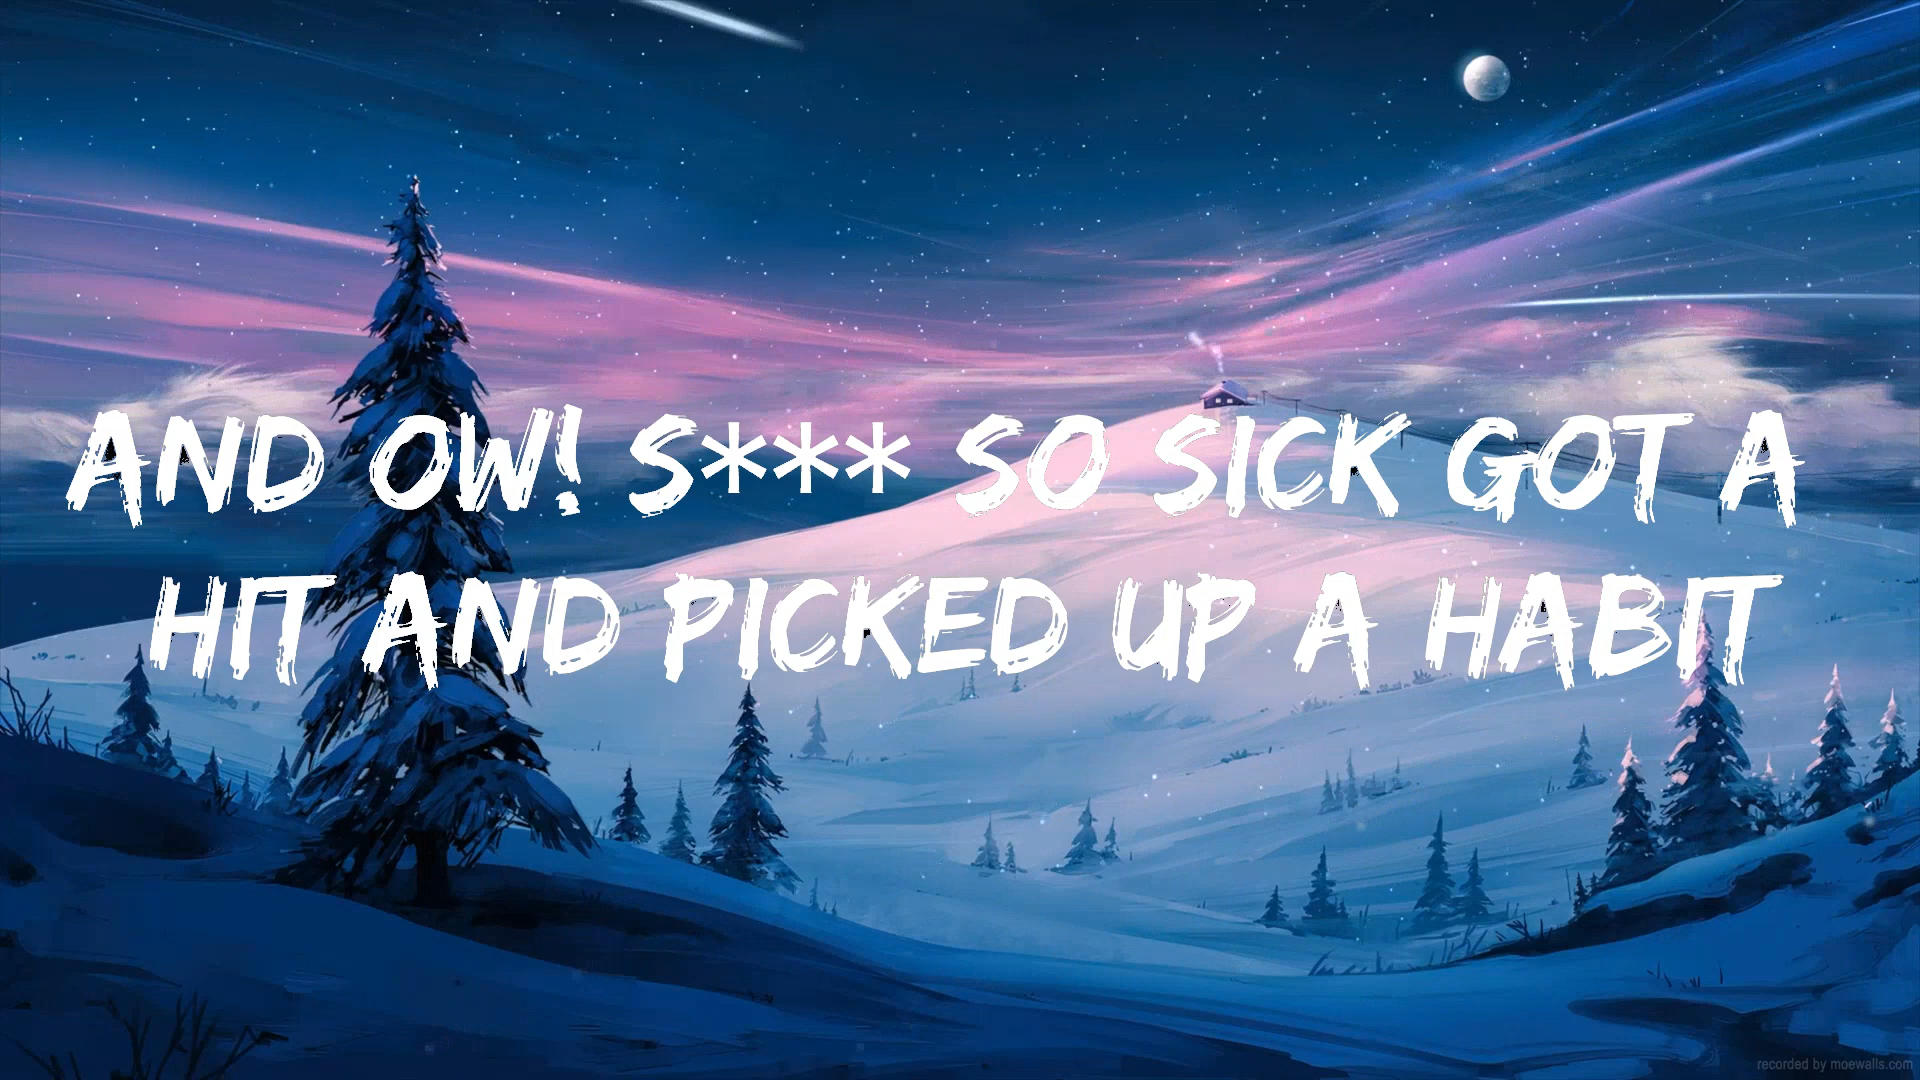 AND OW! S*** SO SICK GOT A
HIT AND PICKED UP A HABIT
recorded by moewalls.com